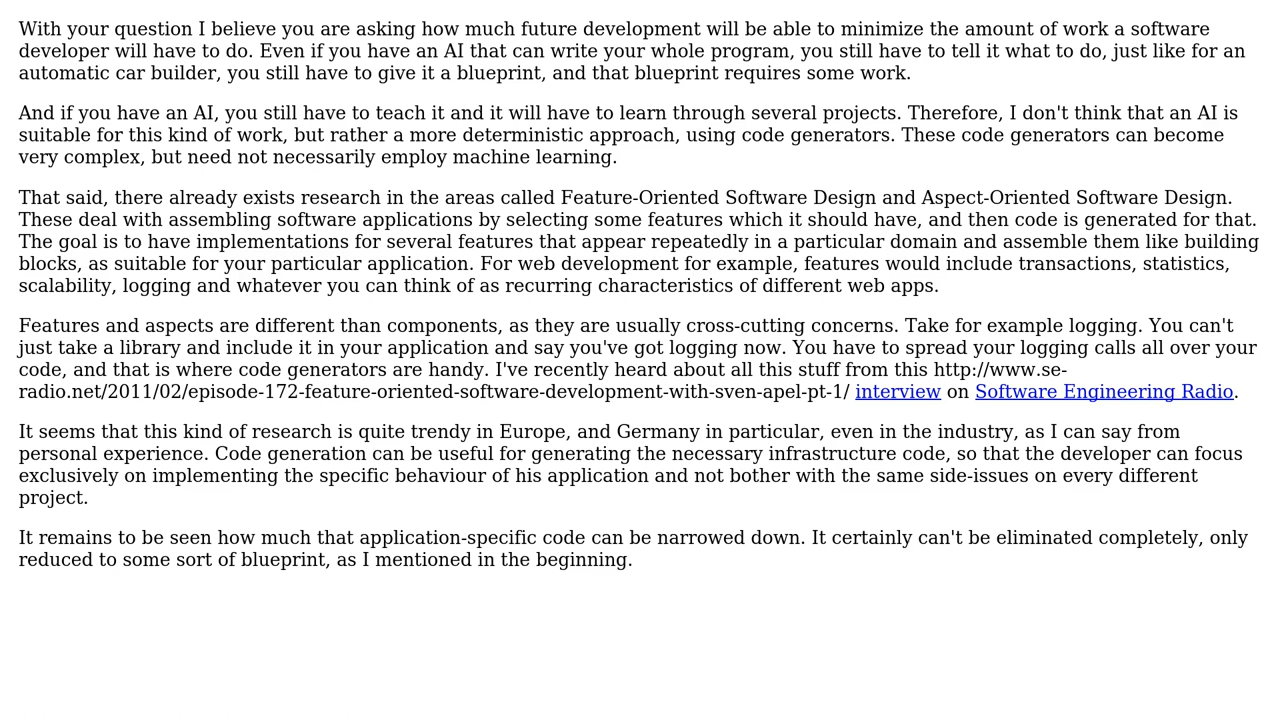 With your question I believe you are asking how much future development will be able to minimize the amount of work a software
developer will have to do. Even if you have an AI that can write your whole program, you still have to tell it what to do, just like for an
automatic car builder, you still have to give it a blueprint, and that blueprint requires some work.
And if you have an AI, you still have to teach it and it will have to learn through several projects. Therefore, I don't think that an AI is
suitable for this kind of work, but rather a more deterministic approach, using code generators. These code generators can become
very complex, but need not necessarily employ machine learning.
That said, there already exists research in the areas called Feature-Oriented Software Design and Aspect-Oriented Software Design.
These deal with assembling software applications by selecting some features which it should have, and then code is generated for that.
The goal is to have implementations for several features that appear repeatedly in a particular domain and assemble them like building
blocks, as suitable for your particular application. For web development for example, features would include transactions, statistics,
scalability, logging and whatever you can think of as recurring characteristics of different web apps.
Features and aspects are different than components, as they are usually cross-cutting concerns. Take for example logging. You can't
just take a library and include it in your application and say you've got logging now. You have to spread your logging calls all over your
code, and that is where code generators are handy. I've recently heard about all this stuff from this http://www.se-
radio.net/2011/02/episode-172-feature-oriented-software-development-with-sven-apel-pt-1/ interview on Software Engineering Radio.
It seems that this kind of research is quite trendy in Europe, and Germany in particular, even in the industry, as I can say from
personal experience. Code generation can be useful for generating the necessary infrastructure code, so that the developer can focus
exclusively on implementing the specific behaviour of his application and not bother with the same side-issues on every different
project.
It remains to be seen how much that application-specific code can be narrowed down. It certainly can't be eliminated completely, only
reduced to some sort of blueprint, as I mentioned in the beginning.